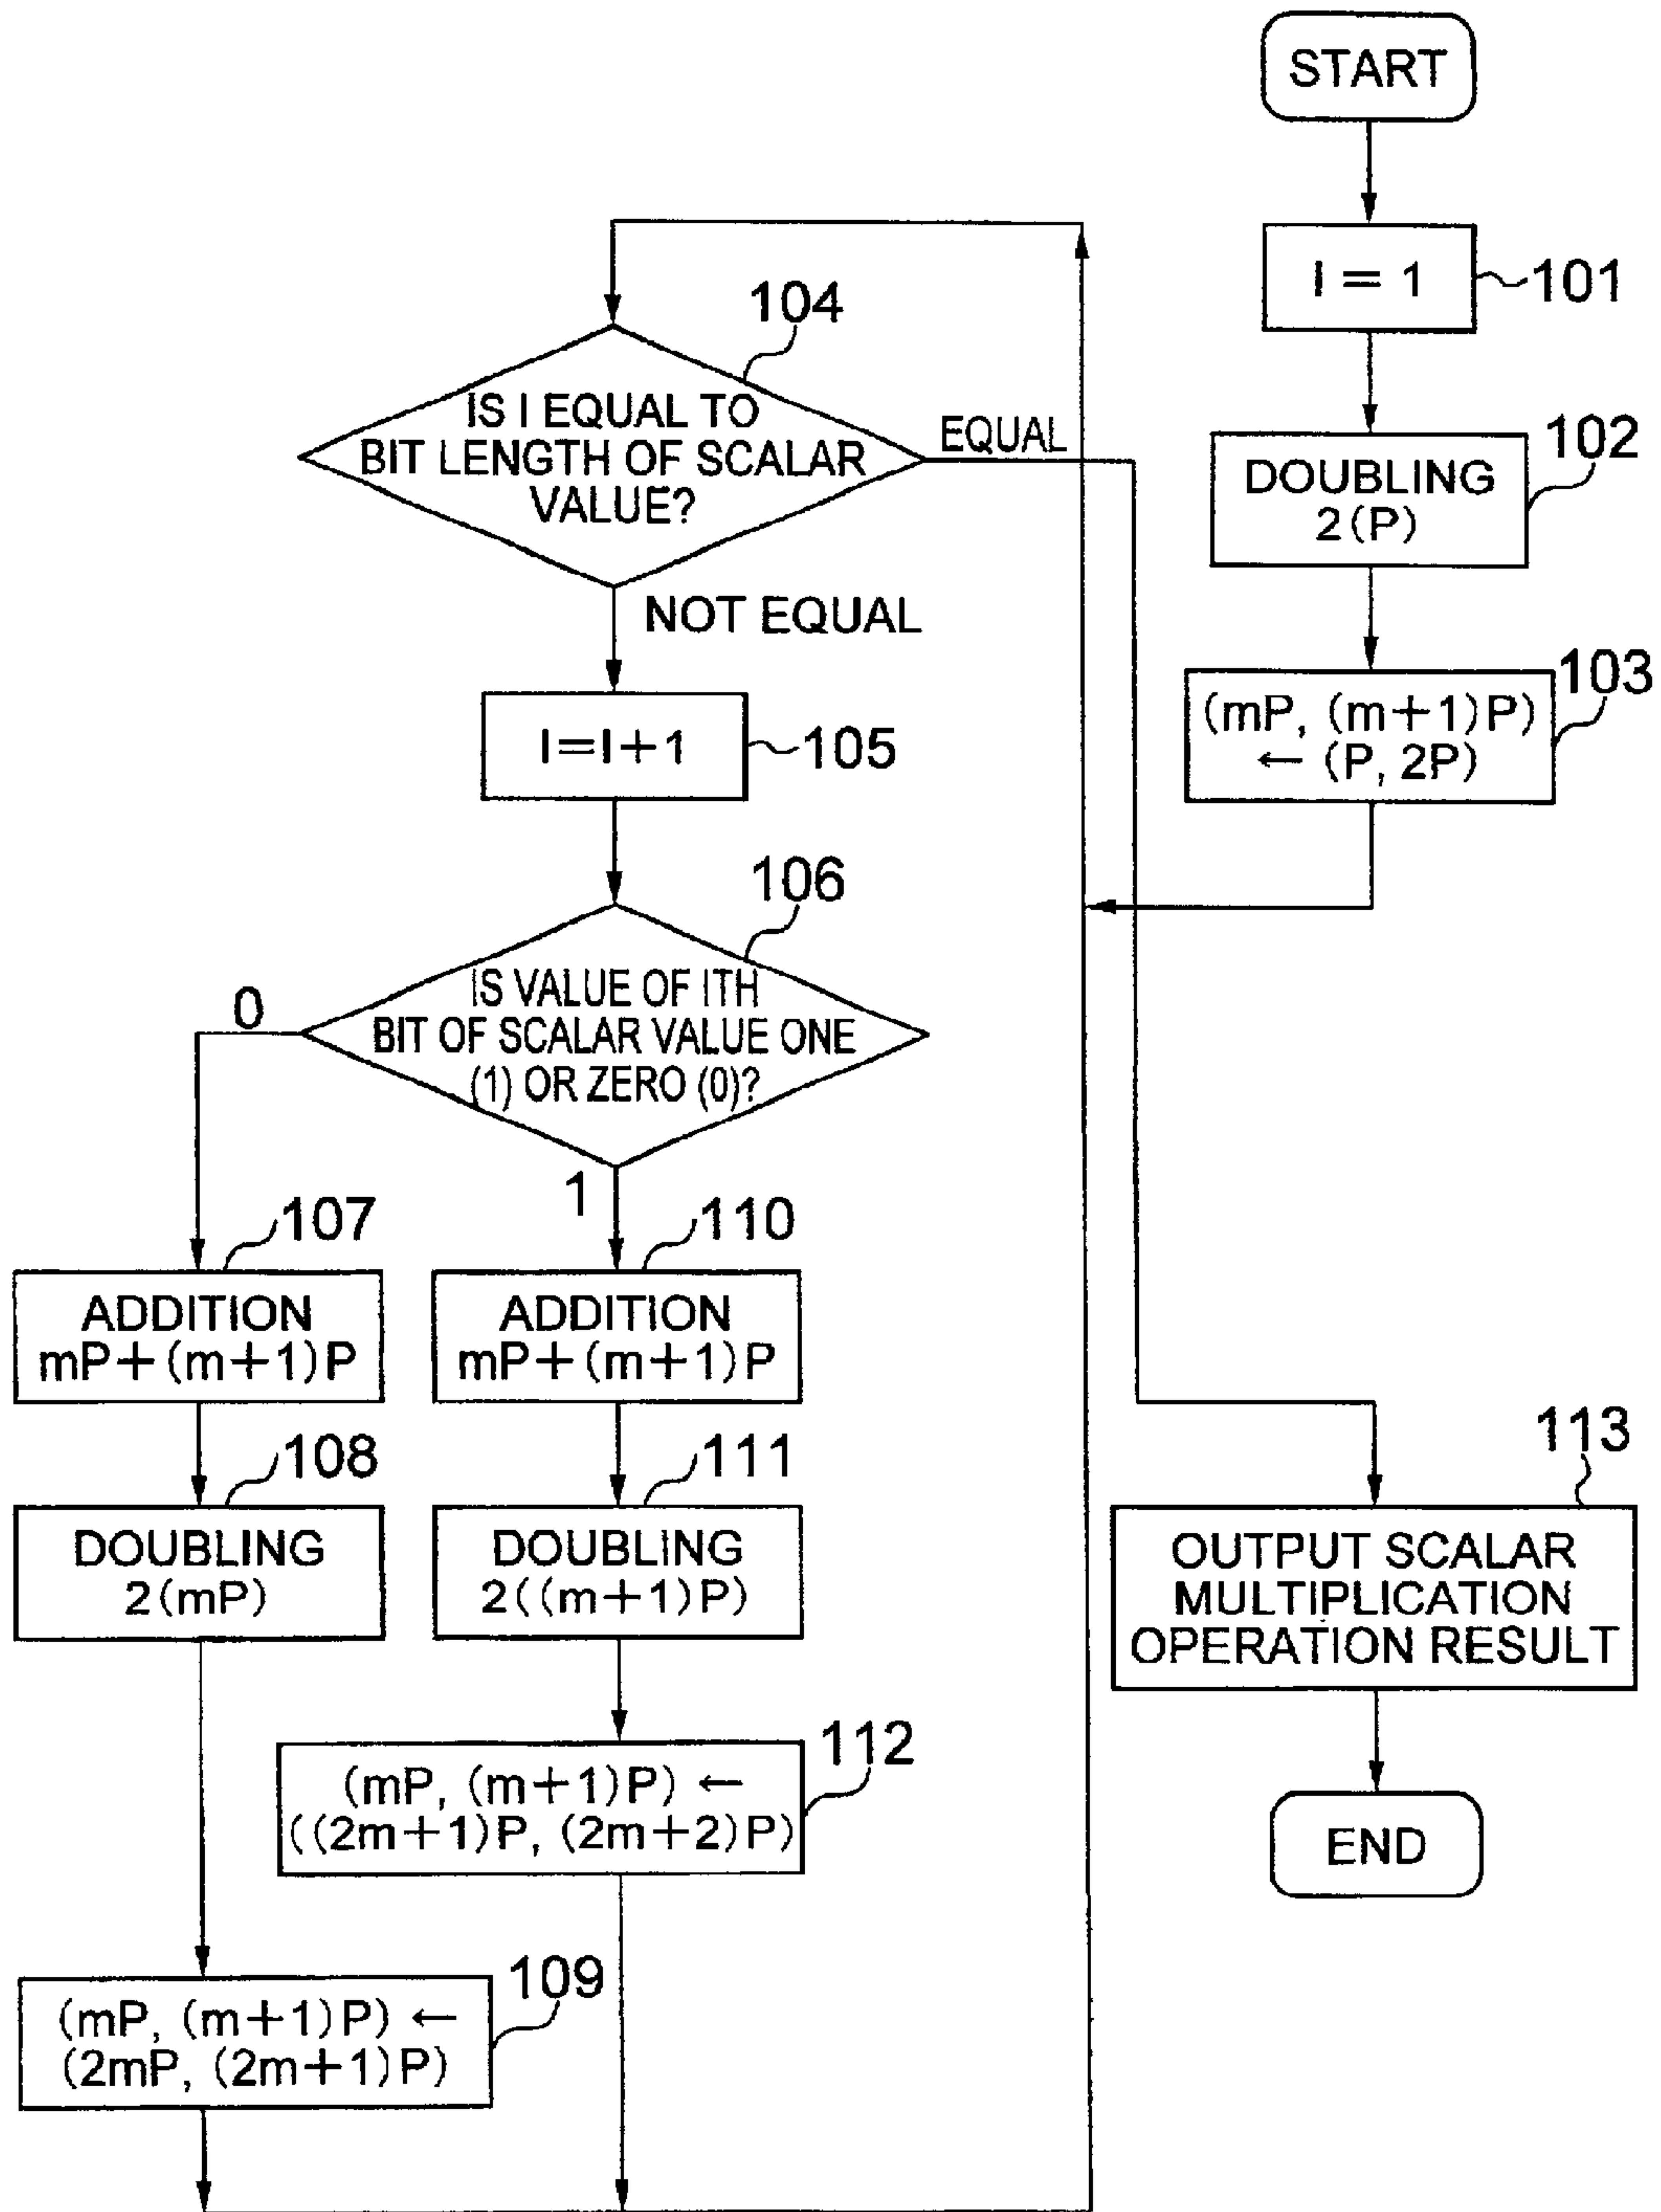 START
I = 1
101
DOUBLING
2(P)
102
(mP, (m+1)P)
← (P, 2P)
103
104
IS I EQUAL TO
BIT LENGTH OF SCALAR
VALUE?
EQUAL
NOT EQUAL
I=I+1
105
106
IS VALUE OF ITH
BIT OF SCALAR VALUE ONE
(1) OR ZERO (0)?
0
1
107
ADDITION
mP+(m+1)P
108
DOUBLING
2(mP)
109
(mP, (m+1)P) ←
(2mP, (2m+1)P)
110
ADDITION
mP+(m+1)P
111
DOUBLING
2((m+1)P)
112
(mP, (m+1)P) ←
((2m+1)P, (2m+2)P)
113
OUTPUT SCALAR
MULTIPLICATION
OPERATION RESULT
END